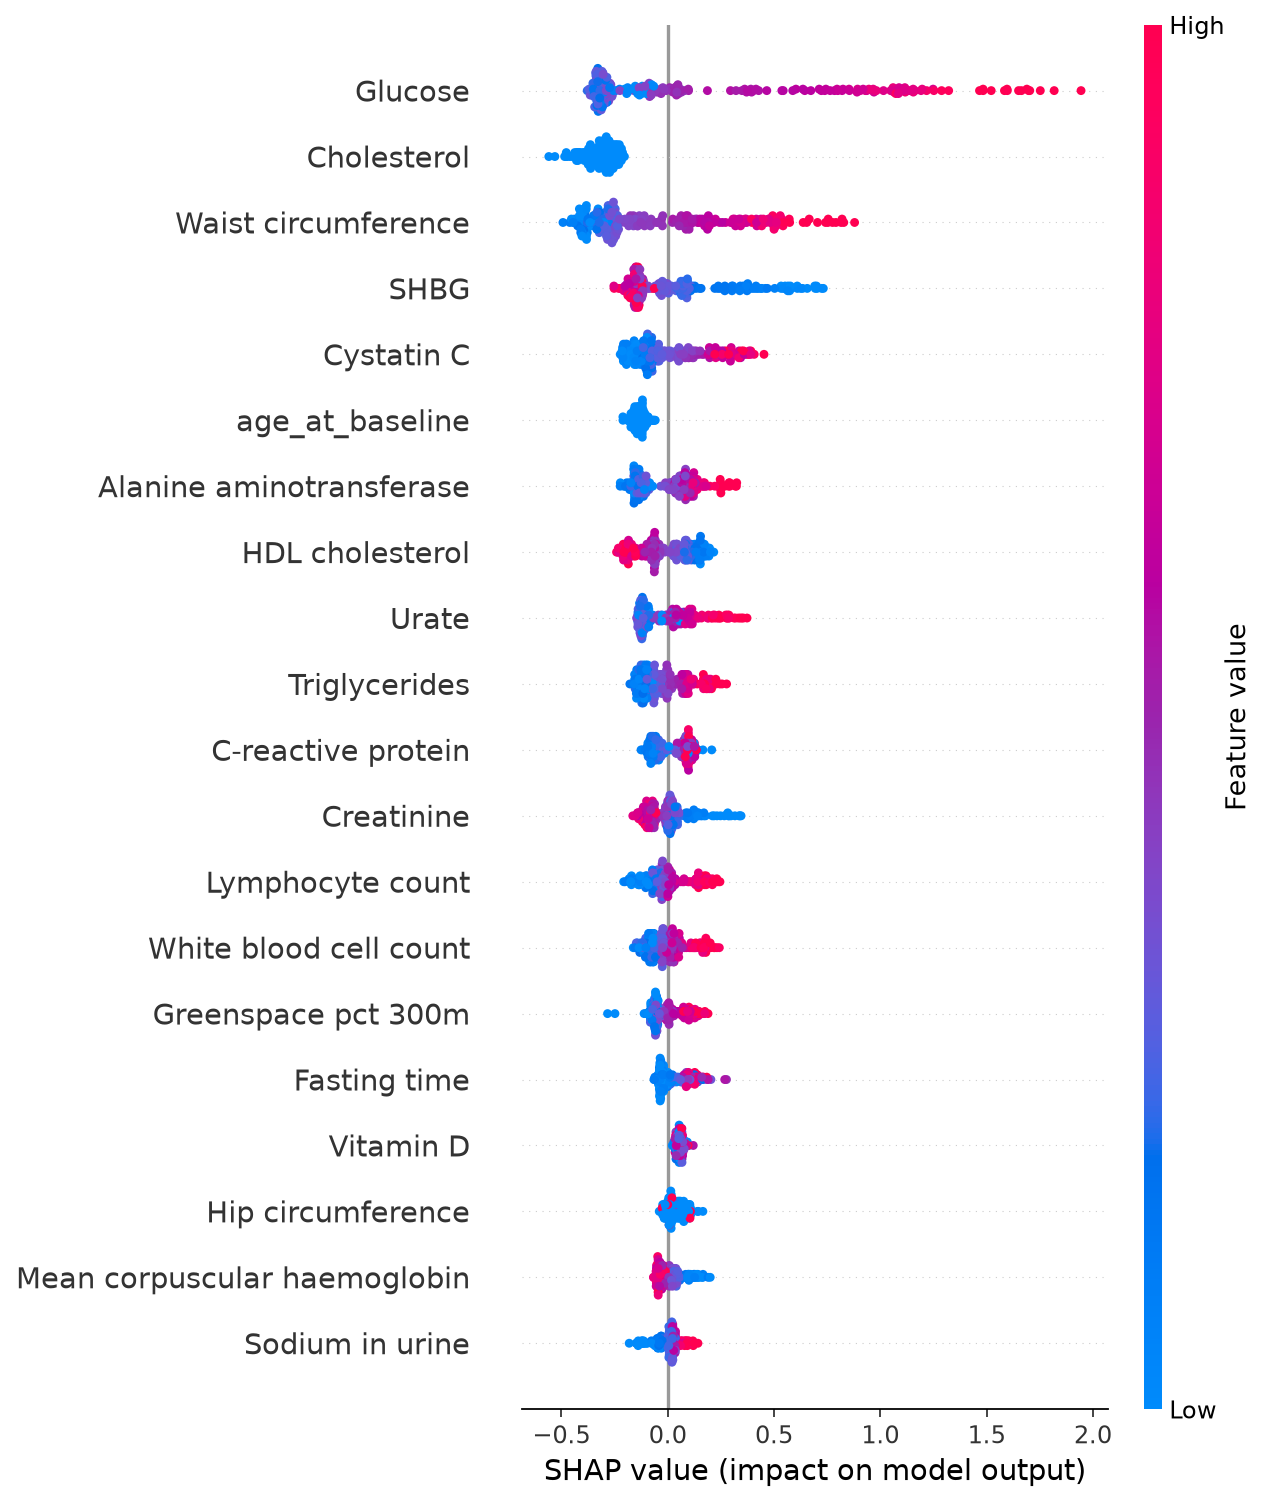 High
Glucose
Cholesterol
Waist circumference
SHBG
Cystatin C
age_at_baseline
Alanine aminotransferase
HDL cholesterol
Urate
Triglycerides
C-reactive protein
Creatinine
Lymphocyte count
White blood cell count
Greenspace pct 300m
Fasting time
Vitamin D
Hip circumference
Mean corpuscular haemoglobin
Sodium in urine
Feature value
Low
−0.5 0.0 0.5 1.0 1.5 2.0
SHAP value (impact on model output)